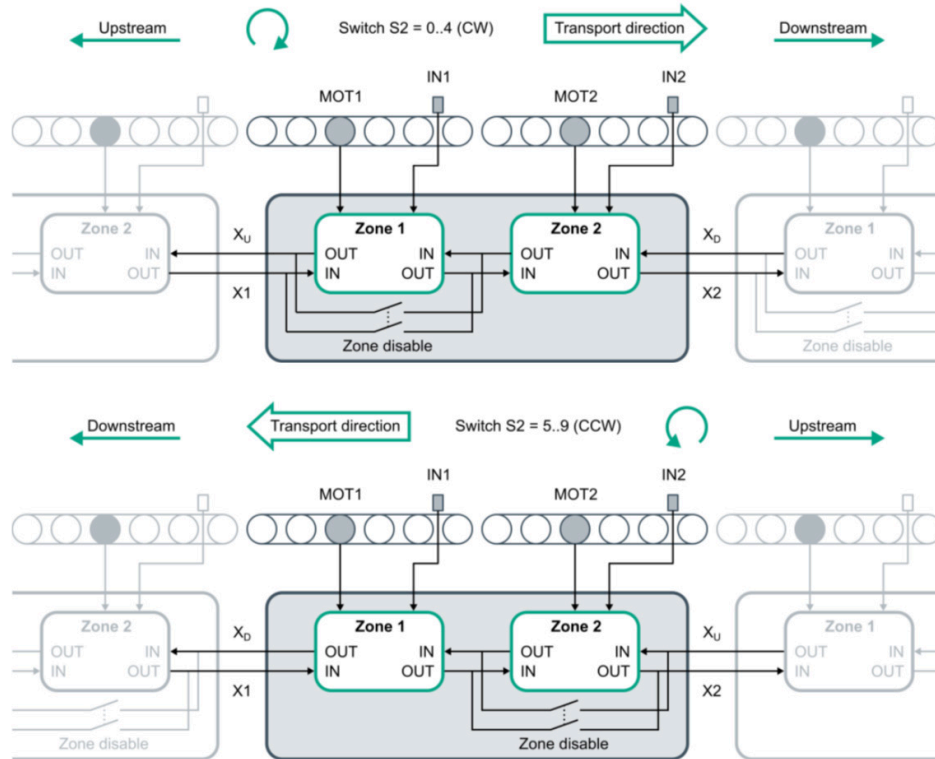 Upstream
Switch S2 = 0..4 (CW)
Transport direction
Downstream
IN1
IN2
MOT1
MOT2
Zone 2
Zone 1
Zone 2
Zone 1
XU
XD
OUT IN
OUT IN
OUT IN
OUT IN
IN OUT
IN OUT
IN OUT
IN OUT
X1
X2
Zone disable
Zone disable
Downstream
Transport direction
Switch S2 = 5..9 (CCW)
Upstream
IN1
IN2
MOT1
MOT2
Zone 2
Zone 1
Zone 2
Zone 1
XD
XU
OUT IN
OUT IN
OUT IN
OUT IN
IN OUT
IN OUT
IN OUT
IN OUT
X1
X2
Zone disable
Zone disable